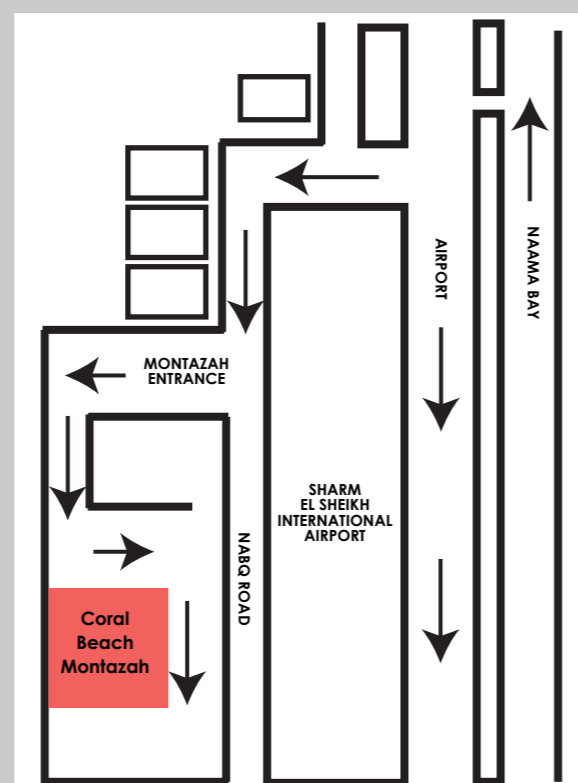 NAAMA BAY
AIRPORT
MONTAZAH
ENTRANCE
SHARM
EL SHEIKH
INTERNATIONAL
AIRPORT
NABQ ROAD
Coral
Beach
Montazah